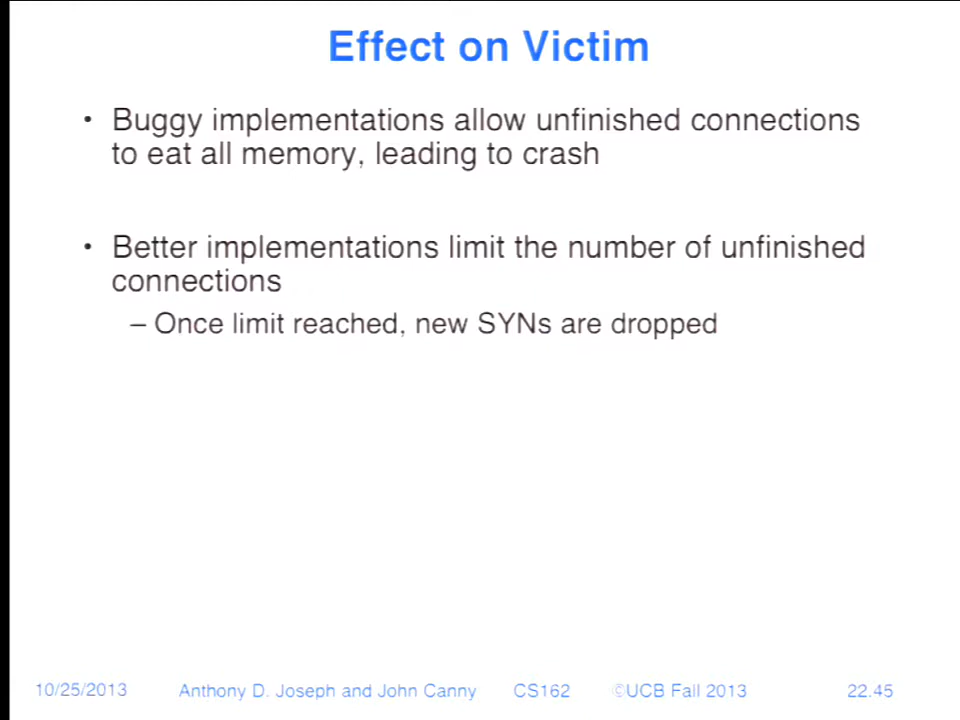 Effect on Victim
• Buggy implementations allow unfinished connections
to eat all memory, leading to crash
• Better implementations limit the number of unfinished
connections
– Once limit reached, new SYNs are dropped
10/25/2013 Anthony D. Joseph and John Canny CS162 ©UCB Fall 2013 22.45